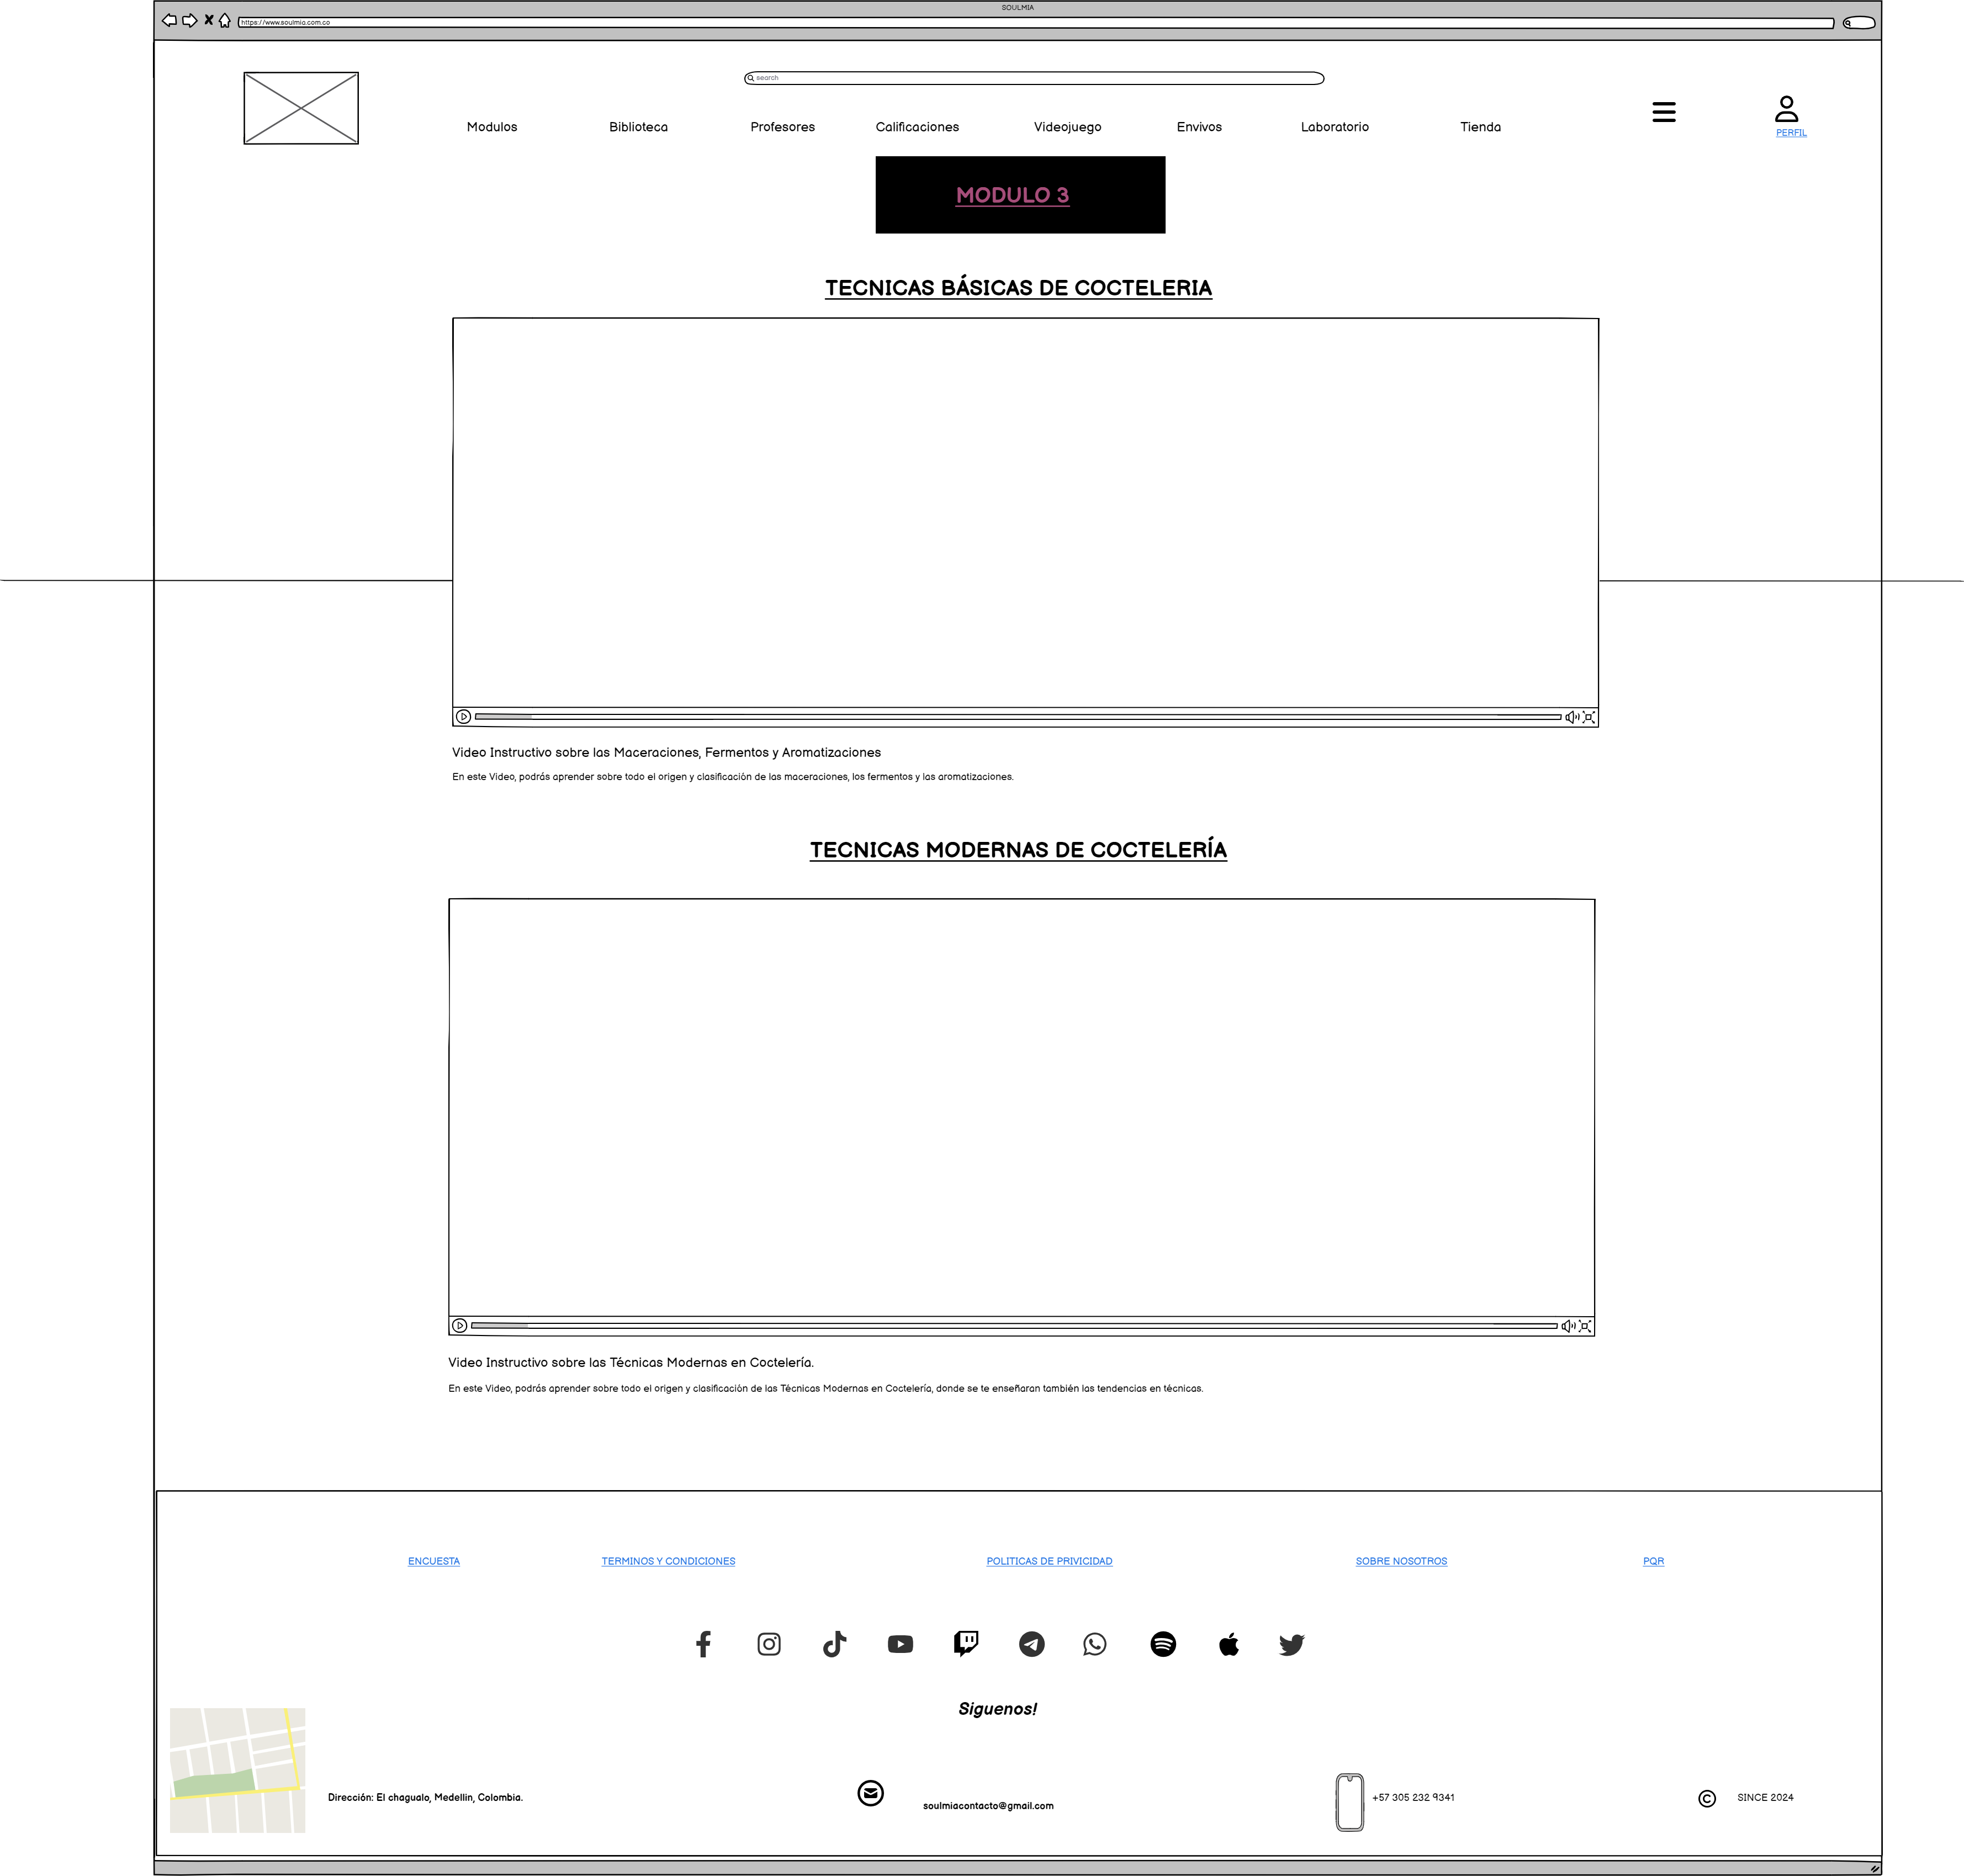 SOULMIA
https://www.soulmia.com.co
search
Modulos Biblioteca Profesores Calificaciones Videojuego Envivos Laboratorio Tienda
PERFIL
MODULO 3
TECNICAS BÁSICAS DE COCTELERIA
Video Instructivo sobre las Maceraciones, Fermentos y Aromatizaciones
En este Video, podrás aprender sobre todo el origen y clasificación de las maceraciones, los fermentos y las aromatizaciones.
TECNICAS MODERNAS DE COCTELERÍA
Video Instructivo sobre las Técnicas Modernas en Coctelería.
En este Video, podrás aprender sobre todo el origen y clasificación de las Técnicas Modernas en Coctelería, donde se te enseñaran también las tendencias en técnicas.
ENCUESTA TERMINOS Y CONDICIONES POLITICAS DE PRIVICIDAD SOBRE NOSOTROS PQR
Siguenos!
Dirección: El chagualo, Medellin, Colombia.
soulmiacontacto@gmail.com
+57 305 232 9341
© SINCE 2024